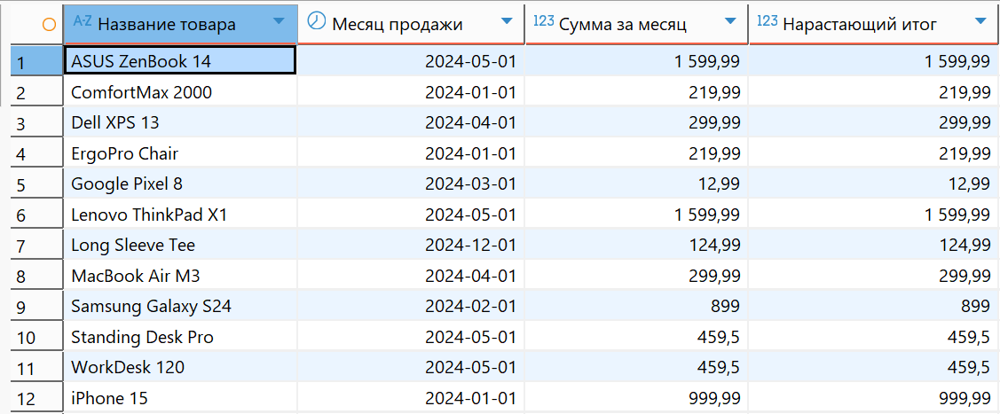 A-Z Название товара Месяц продажи 123 Сумма за месяц 123 Нарастающий итог
1 ASUS ZenBook 14 2024-05-01 1 599,99 1 599,99
2 ComfortMax 2000 2024-01-01 219,99 219,99
3 Dell XPS 13 2024-04-01 299,99 299,99
4 ErgoPro Chair 2024-01-01 219,99 219,99
5 Google Pixel 8 2024-03-01 12,99 12,99
6 Lenovo ThinkPad X1 2024-05-01 1 599,99 1 599,99
7 Long Sleeve Tee 2024-12-01 124,99 124,99
8 MacBook Air M3 2024-04-01 299,99 299,99
9 Samsung Galaxy S24 2024-02-01 899 899
10 Standing Desk Pro 2024-05-01 459,5 459,5
11 WorkDesk 120 2024-05-01 459,5 459,5
12 iPhone 15 2024-01-01 999,99 999,99